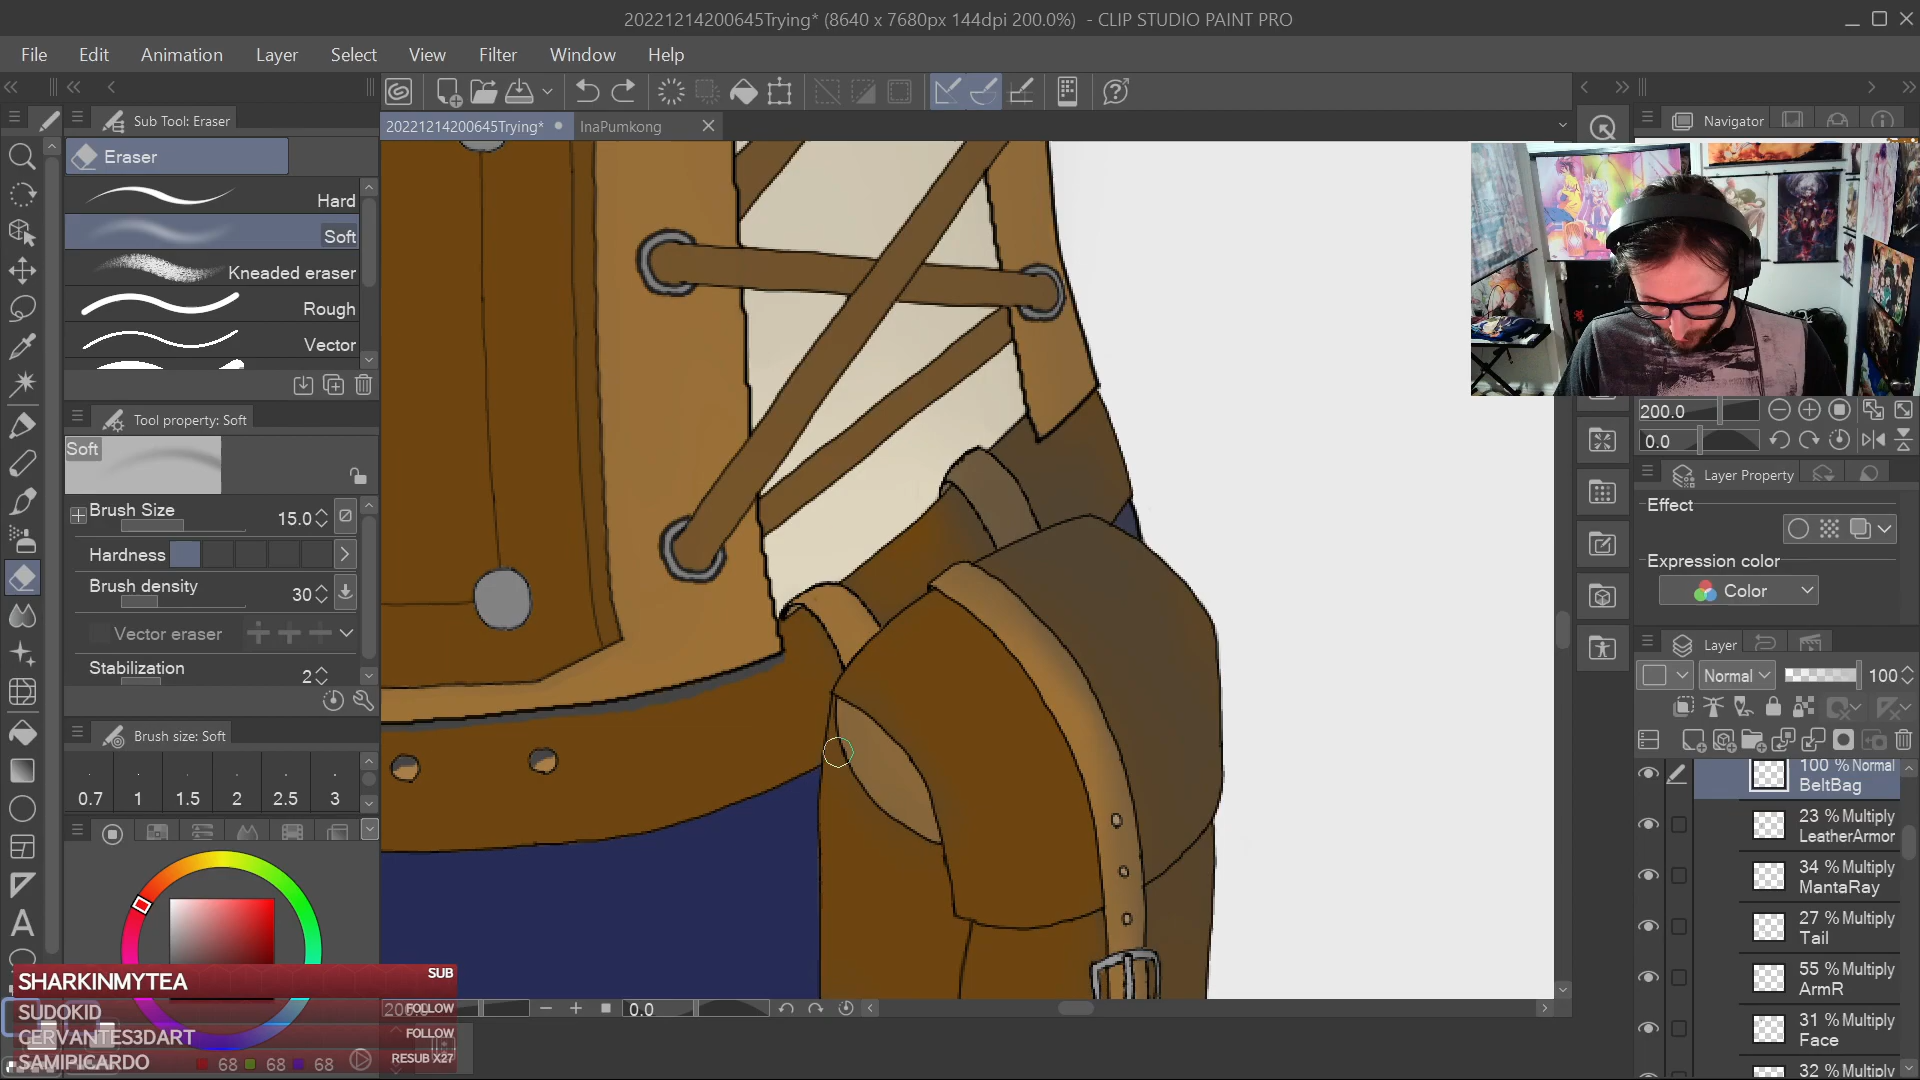 20221214200645Trying* (8640 x 7680px 144dpi 200.0%) - CLIP STUDIO PAINT PRO
File Edit Animation Layer Select View Filter Window Help
Sub Tool: Eraser
20221214200645Trying*
InaPumkong
Navigator
Eraser
Hard
Soft
Kneaded eraser
Rough
Vector
Tool property: Soft
Soft
Brush Size 15.0
Hardness
Brush density 30
Vector eraser
Stabilization 2
Brush size: Soft
0.7 1 1.5 2 2.5 3
200.0
0.0
Layer Property
Effect
Expression color
Color
Layer
Normal 100
100 % Normal
BeltBag
23 % Multiply
LeatherArmor
34 % Multiply
MantaRay
27 % Multiply
Tail
55 % Multiply
ArmR
31 % Multiply
Face
32 % Multiply
SHARKINMYTEA SUB
SUDOKID FOLLOW
CERVANTES3DART FOLLOW
SAMIPICARDO RESUB X27
68 68 68
0.0